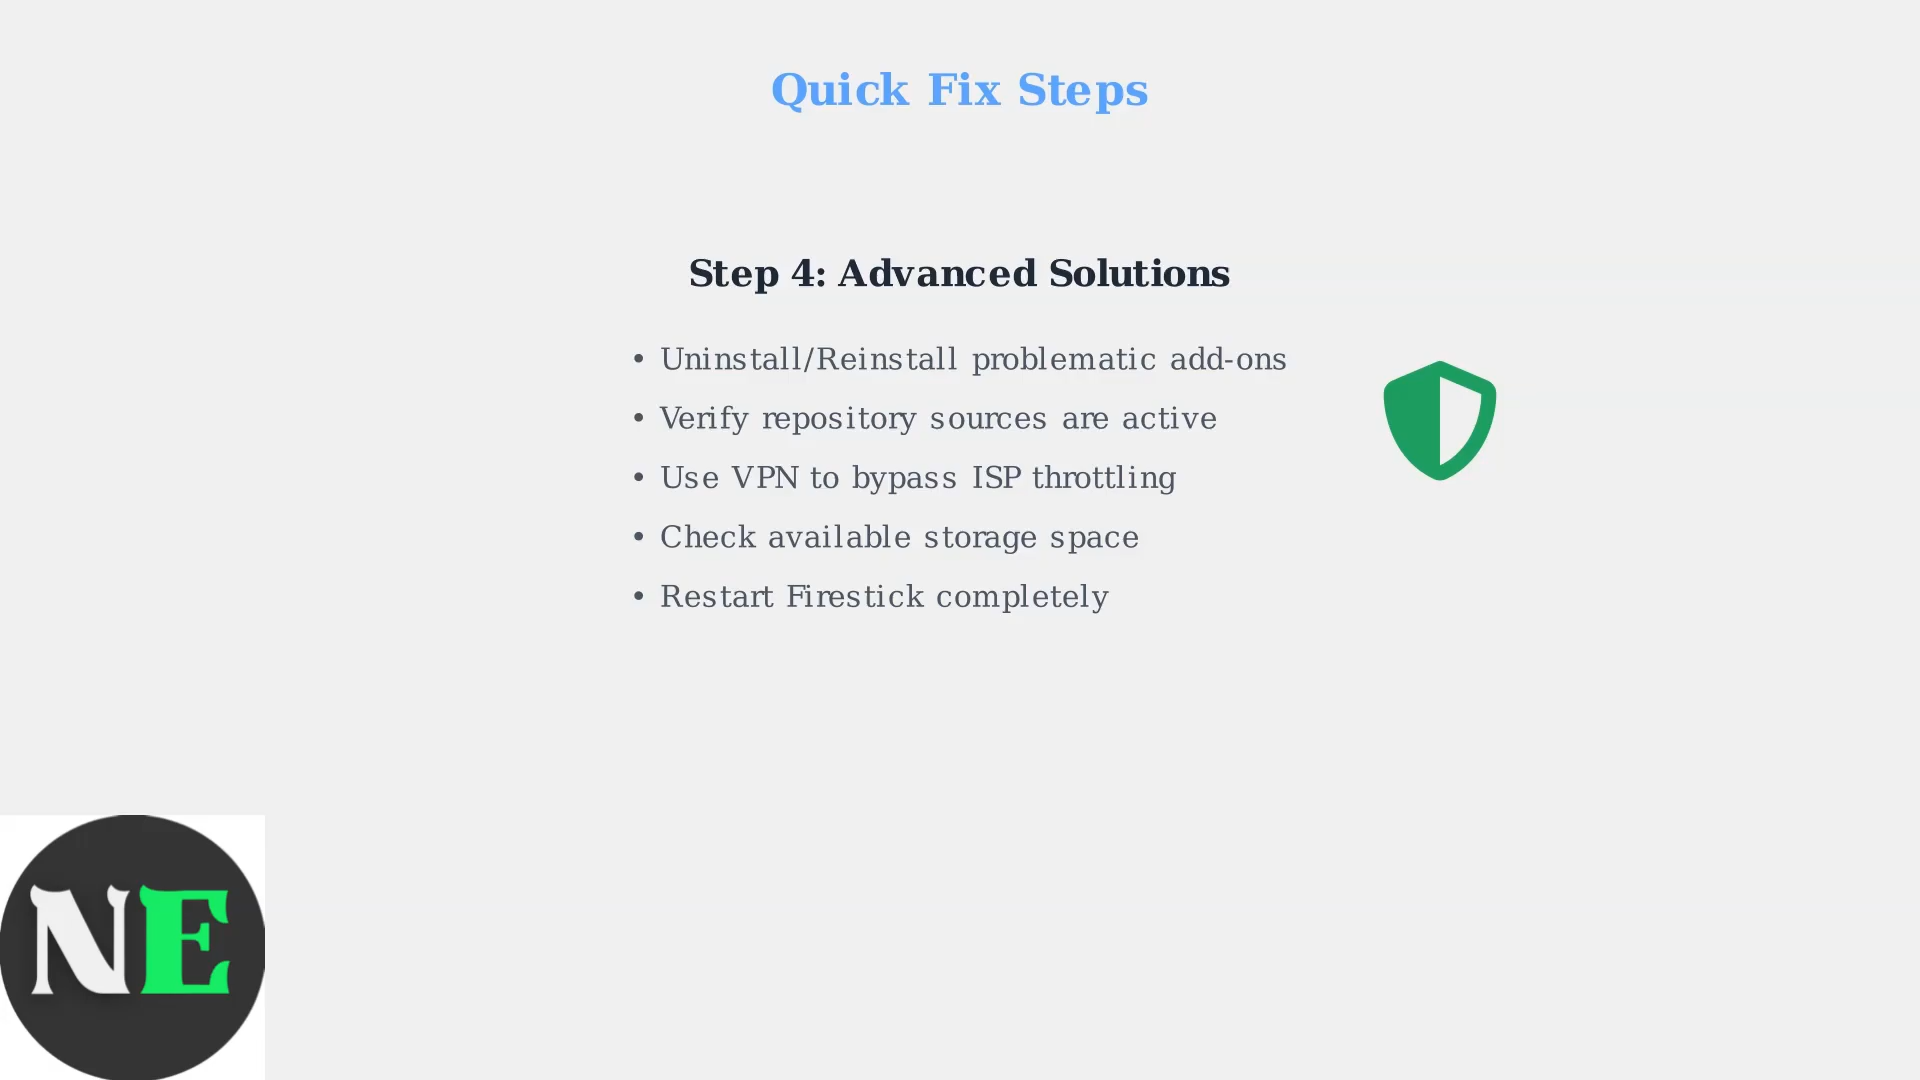 Quick Fix Steps
Step 4: Advanced Solutions
• Uninstall/Reinstall problematic add-ons
• Verify repository sources are active
• Use VPN to bypass ISP throttling
• Check available storage space
• Restart Firestick completely
NE